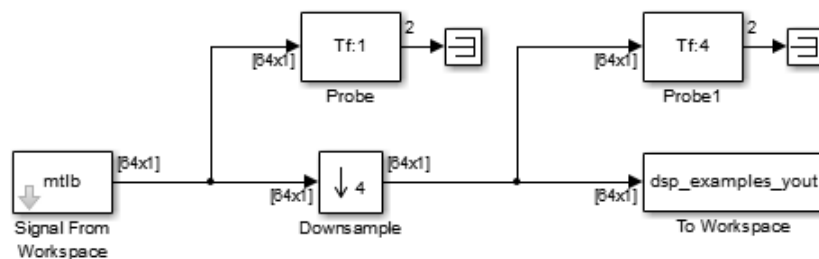 Tf:1
2
[64x1]
Probe
Tf:4
2
[64x1]
Probe1
mtlb
[64x1]
Signal From
Workspace
[64x1]
↓ 4
[64x1]
Downsample
[64x1]
dsp_examples_yout
To Workspace